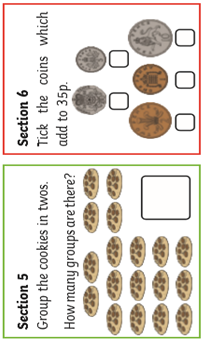 Section 5
Group the cookies in twos.
How many groups are there?
Section 6
Tick the coins which
add to 35p.